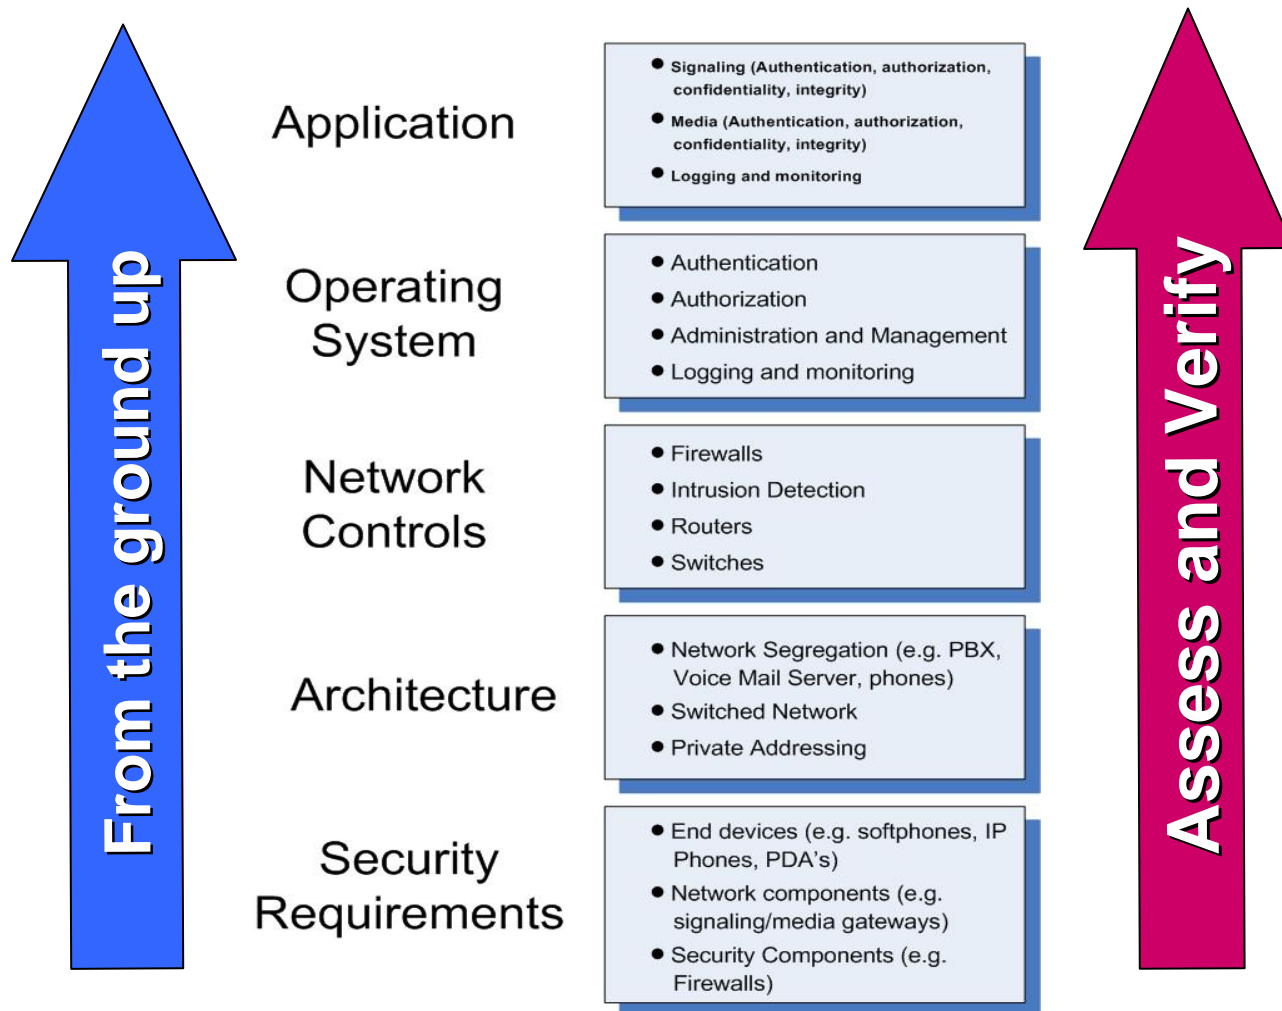 From the ground up
Application
● Signaling (Authentication, authorization,
confidentiality, integrity)
● Media (Authentication, authorization,
confidentiality, integrity)
● Logging and monitoring
Operating
System
● Authentication
● Authorization
● Administration and Management
● Logging and monitoring
Network
Controls
● Firewalls
● Intrusion Detection
● Routers
● Switches
Architecture
● Network Segregation (e.g. PBX,
Voice Mail Server, phones)
● Switched Network
● Private Addressing
Security
Requirements
● End devices (e.g. softphones, IP
Phones, PDA's)
● Network components (e.g.
signaling/media gateways)
● Security Components (e.g.
Firewalls)
Assess and Verify